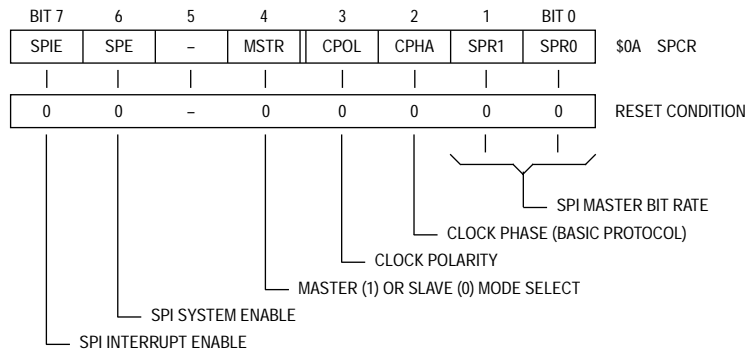 BIT 7 6 5 4 3 2 1 BIT 0
SPIE SPE – MSTR CPOL CPHA SPR1 SPR0 $0A SPCR
0 0 – 0 0 0 0 0 RESET CONDITION
SPI MASTER BIT RATE
CLOCK PHASE (BASIC PROTOCOL)
CLOCK POLARITY
MASTER (1) OR SLAVE (0) MODE SELECT
SPI SYSTEM ENABLE
SPI INTERRUPT ENABLE